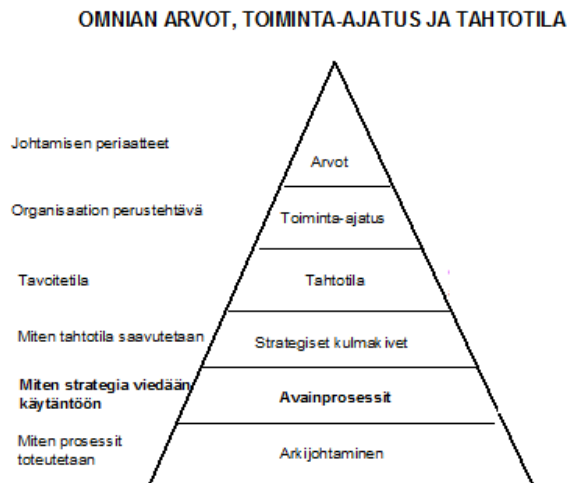 OMNIAN ARVOT, TOIMINTA-AJATUS JA TAHTOTILA
Johtamisen periaatteet
Arvot
Organisaation perustehtävä
Toiminta-ajatus
Tavoitetila
Tahtotila
Miten tahtotila saavutetaan
Strategiset kulmakivet
Miten strategia viedään
käytäntöön
Avainprosessit
Miten prosessit
toteutetaan
Arkijohtaminen